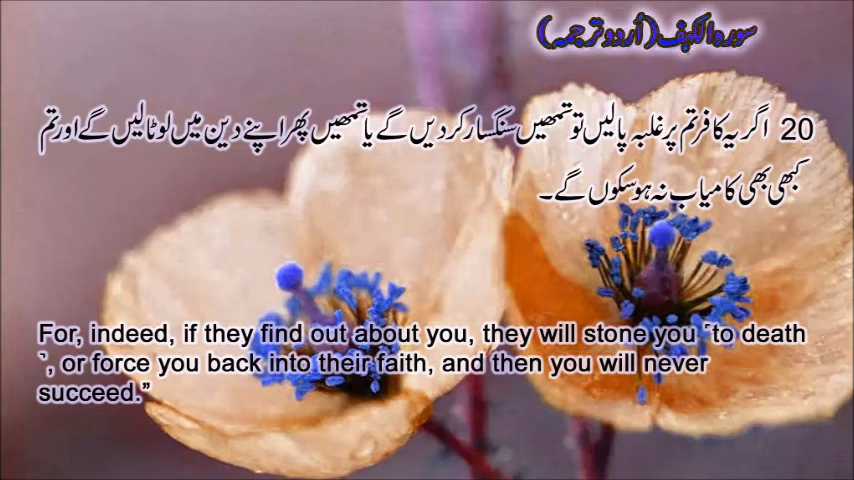 سورہ الکہف (اُردو ترجمہ)
20 اگر یہ کافر تم پر غلبہ پالیں تو تمھیں سنگسار کر دیں گے یا تمھیں پھر اپنے دین میں لوٹا لیں گے اور تم
کبھی بھی کامیاب نہ ہو سکوں گے۔
For, indeed, if they find out about you, they will stone you ˹to death
˺, or force you back into their faith, and then you will never
succeed.”